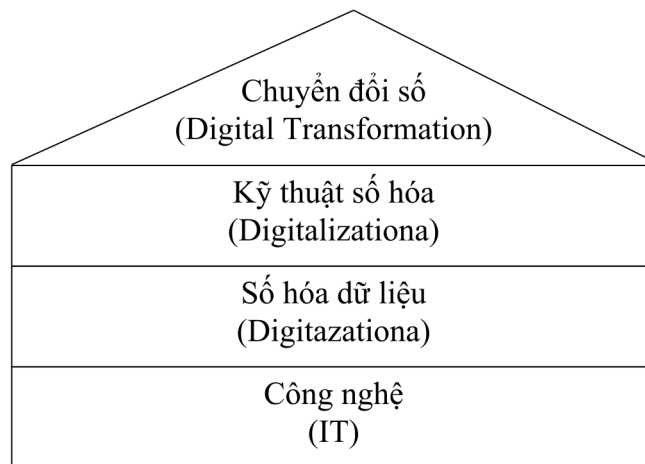 Chuyển đổi số
(Digital Transformation)
Kỹ thuật số hóa
(Digitalizationa)
Số hóa dữ liệu
(Digitazationa)
Công nghệ
(IT)